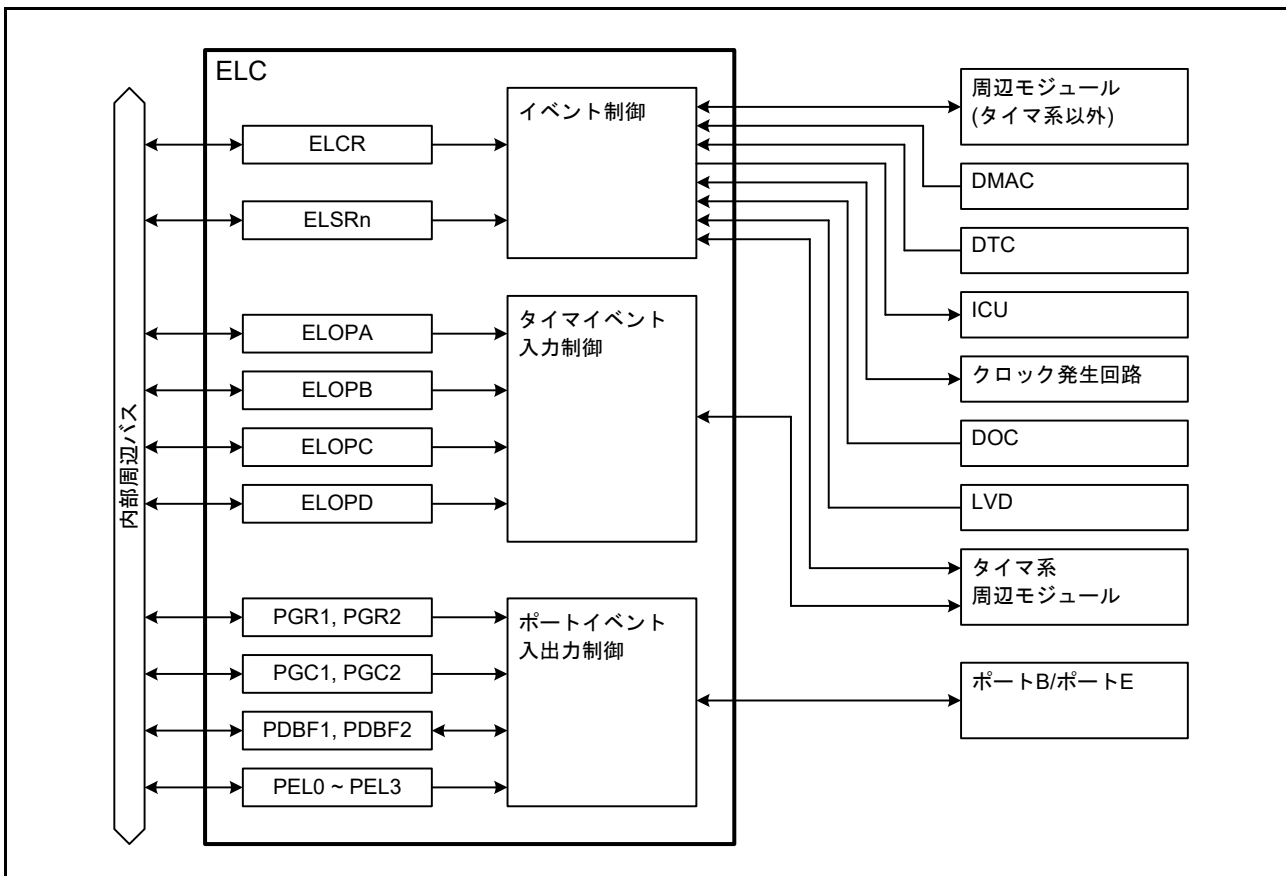 ELC
内部周辺バス
ELCR
ELSRn
ELOPA
ELOPB
ELOPC
ELOPD
PGR1, PGR2
PGC1, PGC2
PDBF1, PDBF2
PEL0 ~ PEL3
イベント制御
タイマイベント
入力制御
ポートイベント
入出力制御
周辺モジュール
(タイマ系以外)
DMAC
DTC
ICU
クロック発生回路
DOC
LVD
タイマ系
周辺モジュール
ポートB/ポートE